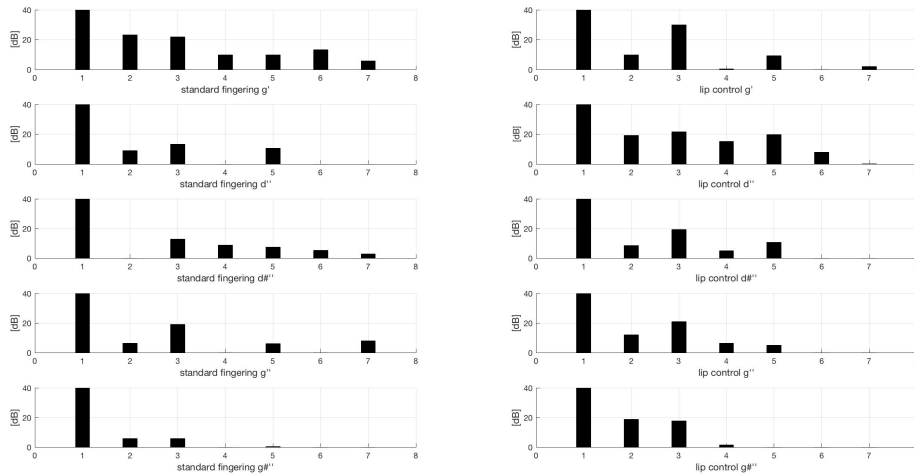 40
20
0
[dB]
0 1 2 3 4 5 6 7 8
standard fingering g'
40
20
0
[dB]
0 1 2 3 4 5 6 7
lip control g'
40
20
0
[dB]
0 1 2 3 4 5 6 7 8
standard fingering d''
40
20
0
[dB]
0 1 2 3 4 5 6 7
lip control d''
40
20
0
[dB]
0 1 2 3 4 5 6 7 8
standard fingering d#''
40
20
0
[dB]
0 1 2 3 4 5 6 7
lip control d#''
40
20
0
[dB]
0 1 2 3 4 5 6 7 8
standard fingering g''
40
20
0
[dB]
0 1 2 3 4 5 6 7
lip control g''
40
20
0
[dB]
0 1 2 3 4 5 6 7 8
standard fingering g#''
40
20
0
[dB]
0 1 2 3 4 5 6 7
lip control g#''